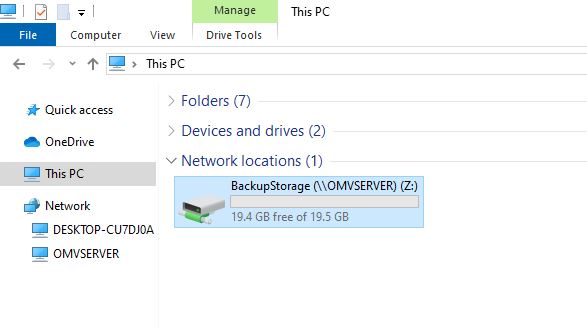 Manage
This PC
File
Computer
View
Drive Tools
This PC
Quick access
OneDrive
This PC
Network
DESKTOP-CU7DJ0A
OMVSERVER
Folders (7)
Devices and drives (2)
Network locations (1)
BackupStorage (\\OMVSERVER) (Z:)
19.4 GB free of 19.5 GB